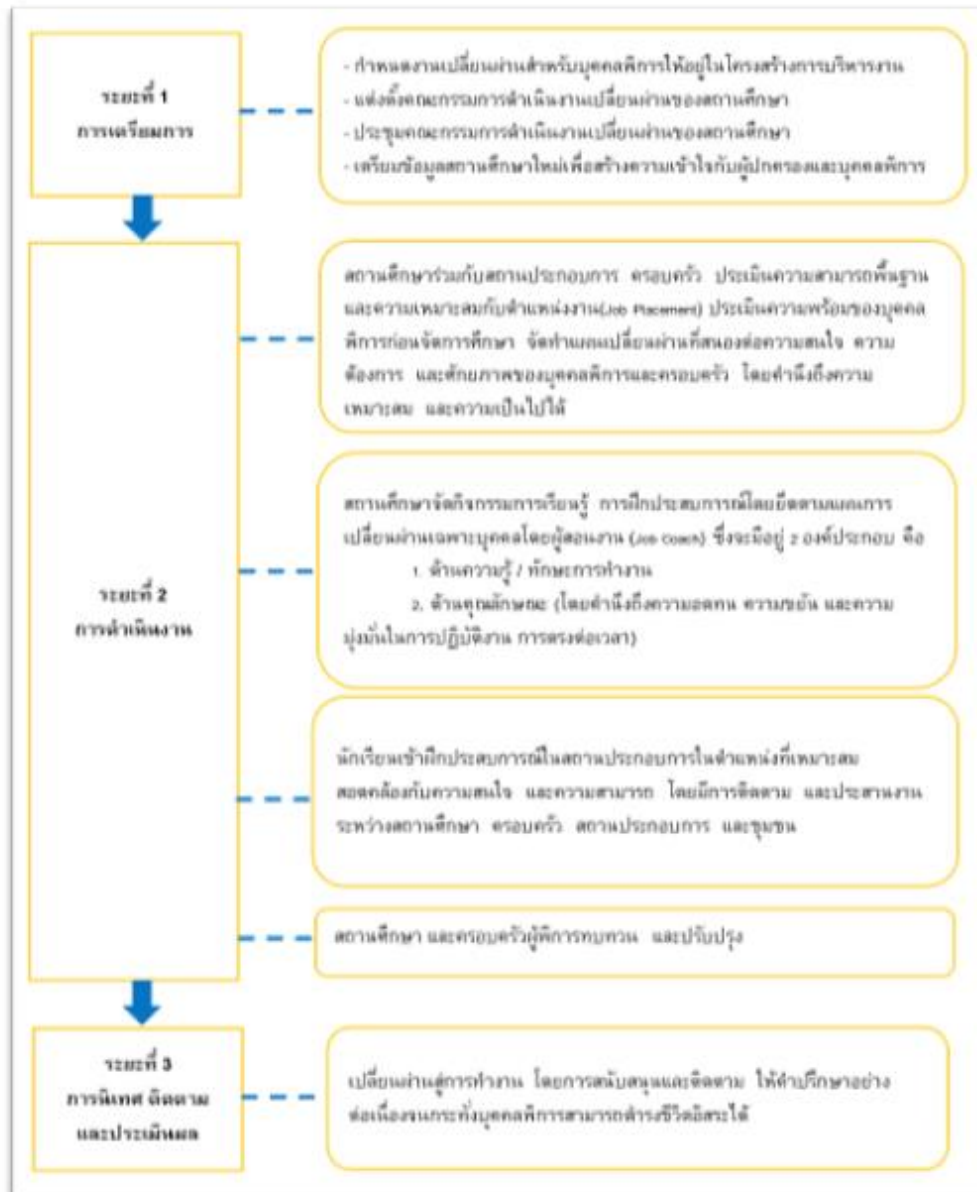 ระยะที่ 1
การเตรียมการ
- กำหนดงานเปลี่ยนผ่านสำหรับบุคคลพิการให้อยู่ในโครงสร้างการบริหารงาน
- แต่งตั้งคณะกรรมการดำเนินงานเปลี่ยนผ่านของสถานศึกษา
- ประชุมคณะกรรมการดำเนินงานเปลี่ยนผ่านของสถานศึกษา
- เตรียมข้อมูลสถานศึกษาใหม่เพื่อสร้างความเข้าใจกับผู้ปกครองและบุคคลพิการ
ระยะที่ 2
การดำเนินงาน
สถานศึกษาร่วมกับสถานประกอบการ ครอบครัว ประเมินความสามารถพื้นฐาน
และความเหมาะสมกับตำแหน่งงาน(Job Placement) ประเมินความพร้อมของบุคคล
พิการก่อนจัดการศึกษา จัดทำแผนเปลี่ยนผ่านที่สนองต่อความสนใจ ความ
ต้องการ และศักยภาพของบุคคลพิการและครอบครัว โดยคำนึงถึงความ
เหมาะสม และความเป็นไปได้
สถานศึกษาจัดกิจกรรมการเรียนรู้ การฝึกประสบการณ์โดยยึดตามแผนการ
เปลี่ยนผ่านเฉพาะบุคคลโดยผู้สอนงาน (Job Coach) ซึ่งจะมีอยู่ 2 องค์ประกอบ คือ
1. ด้านความรู้ / ทักษะการทำงาน
2. ด้านคุณลักษณะ (โดยคำนึงถึงความอดทน ความขยัน และความ
มุ่งมั่นในการปฏิบัติงาน การตรงต่อเวลา)
นักเรียนเข้าฝึกประสบการณ์ในสถานประกอบการในตำแหน่งที่เหมาะสม
สอดคล้องกับความสนใจ และความสามารถ โดยมีการติดตาม และประสานงาน
ระหว่างสถานศึกษา ครอบครัว สถานประกอบการ และชุมชน
สถานศึกษา และครอบครัวผู้พิการทบทวน และปรับปรุง
ระยะที่ 3
การนิเทศ ติดตาม
และประเมินผล
เปลี่ยนผ่านสู่การทำงาน โดยการสนับสนุนและติดตาม ให้คำปรึกษาอย่าง
ต่อเนื่องจนกระทั่งบุคคลพิการสามารถดำรงชีวิตอิสระได้